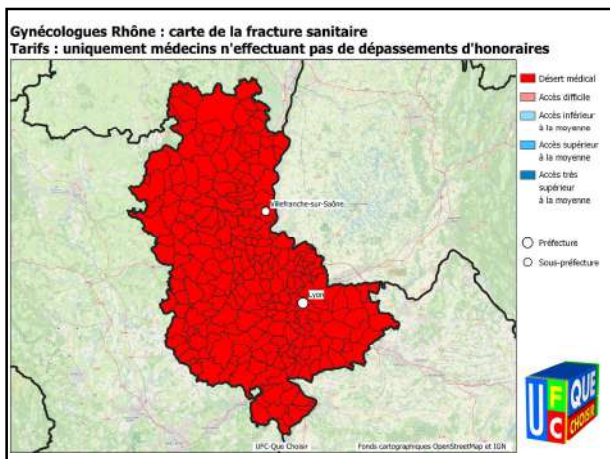 Gynécologues Rhône : carte de la fracture sanitaire
Tarifs : uniquement médecins n'effectuant pas de dépassements d'honoraires
Désert médical
Accès difficile
Accès inférieur
à la moyenne
Accès supérieur
à la moyenne
Accès très
supérieur
à la moyenne
Préfecture
Sous-préfecture
Villefranche-sur-Saône
Lyon
UFC-Que Choisir
Fonds cartographiques OpenStreetMap et IGN
UFC
QUE
CHOISIR